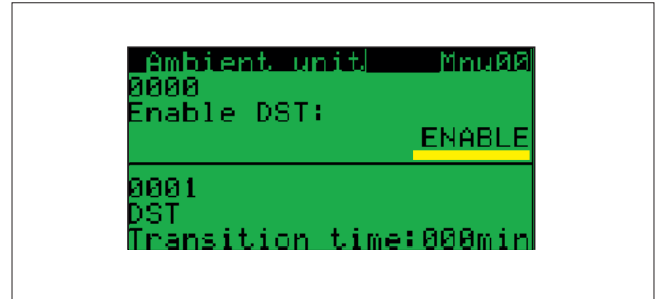 Ambient unit Mnu00
0000
Enable DST:
ENABLE
0001
DST
Transition time:000min